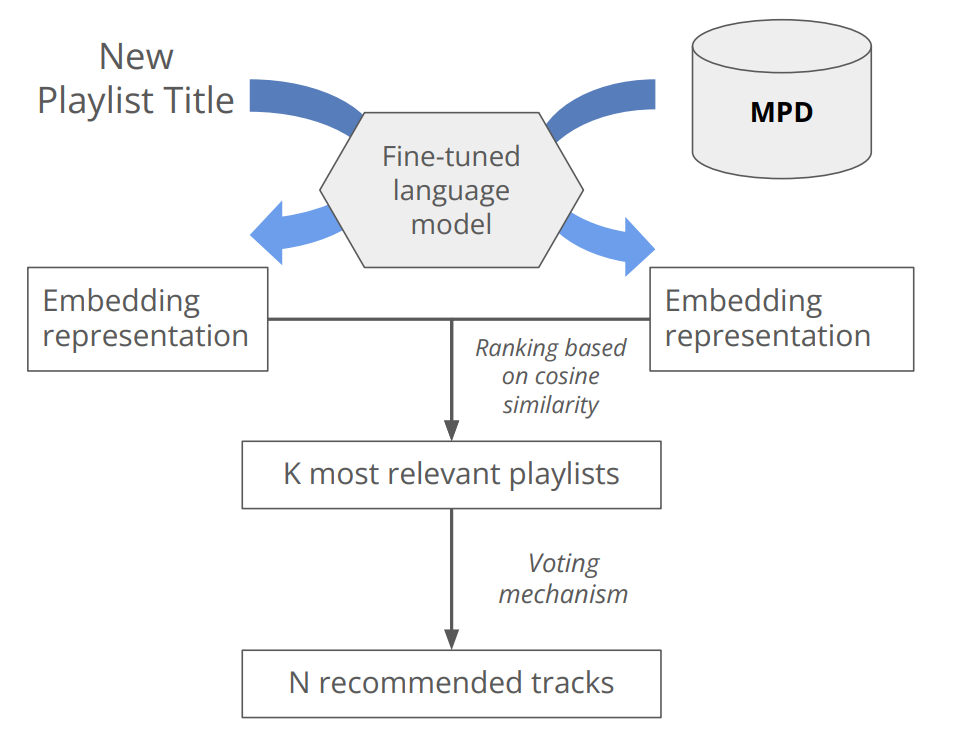 New
Playlist Title
MPD
Fine-tuned
language
model
Embedding
representation
Embedding
representation
Ranking based
on cosine
similarity
K most relevant playlists
Voting
mechanism
N recommended tracks